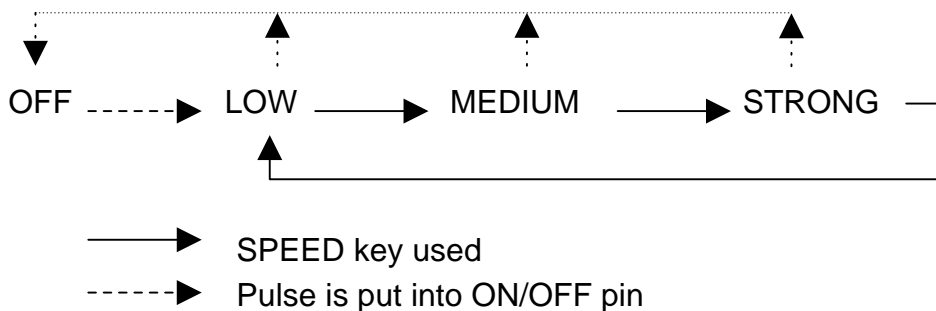 OFF LOW MEDIUM STRONG
SPEED key used
Pulse is put into ON/OFF pin